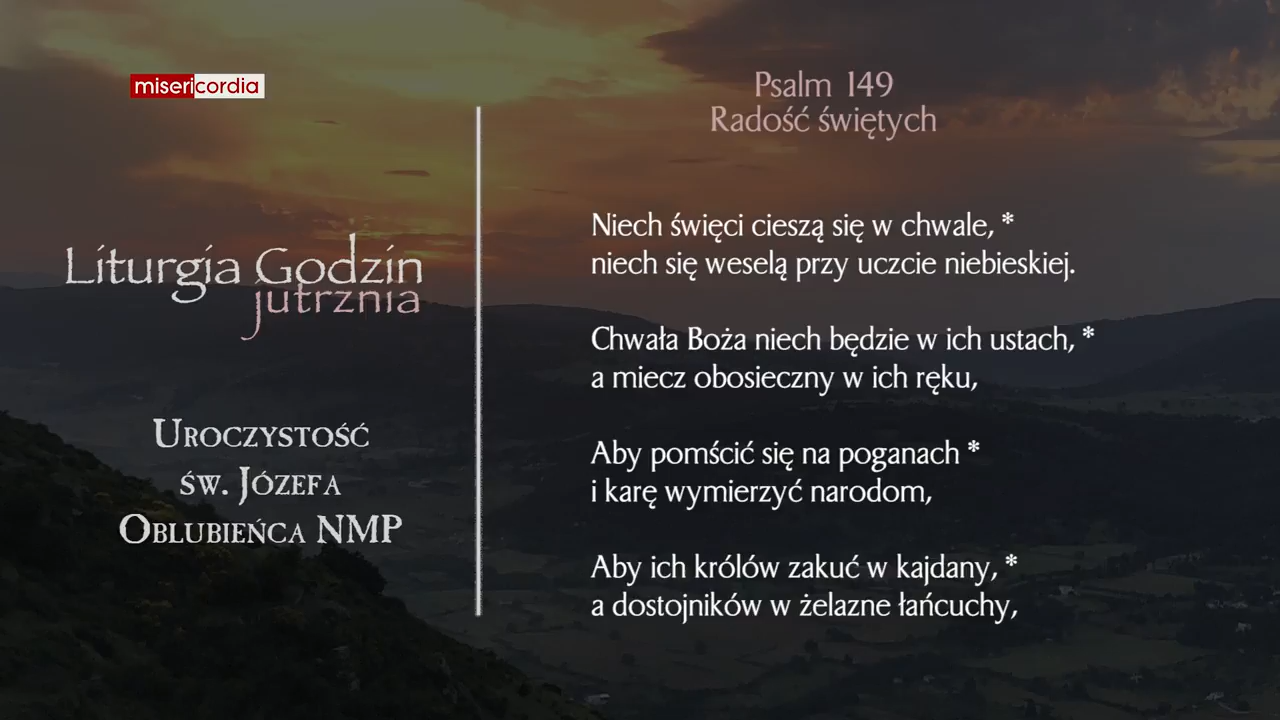 misericordia
Liturgia Godzin
jutrznia
Uroczystość
św. Józefa
Oblubieńca NMP
Psalm 149
Radość świętych
Niech święci cieszą się w chwale, *
niech się weselą przy uczcie niebieskiej.
Chwała Boża niech będzie w ich ustach, *
a miecz obosieczny w ich ręku,
Aby pomścić się na poganach *
i karę wymierzyć narodom,
Aby ich królów zakuć w kajdany, *
a dostojników w żelazne łańcuchy,